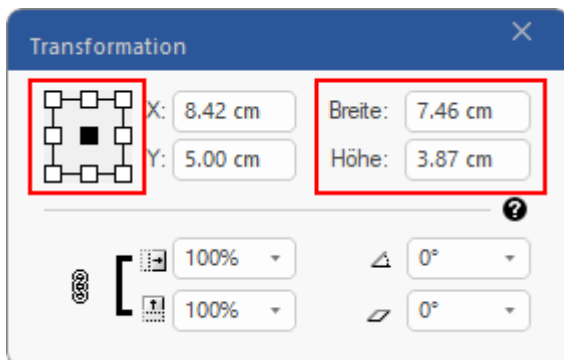 Transformation
X: 8.42 cm Breite: 7.46 cm
Y: 5.00 cm Höhe: 3.87 cm
?
100% 0°
100% 0°